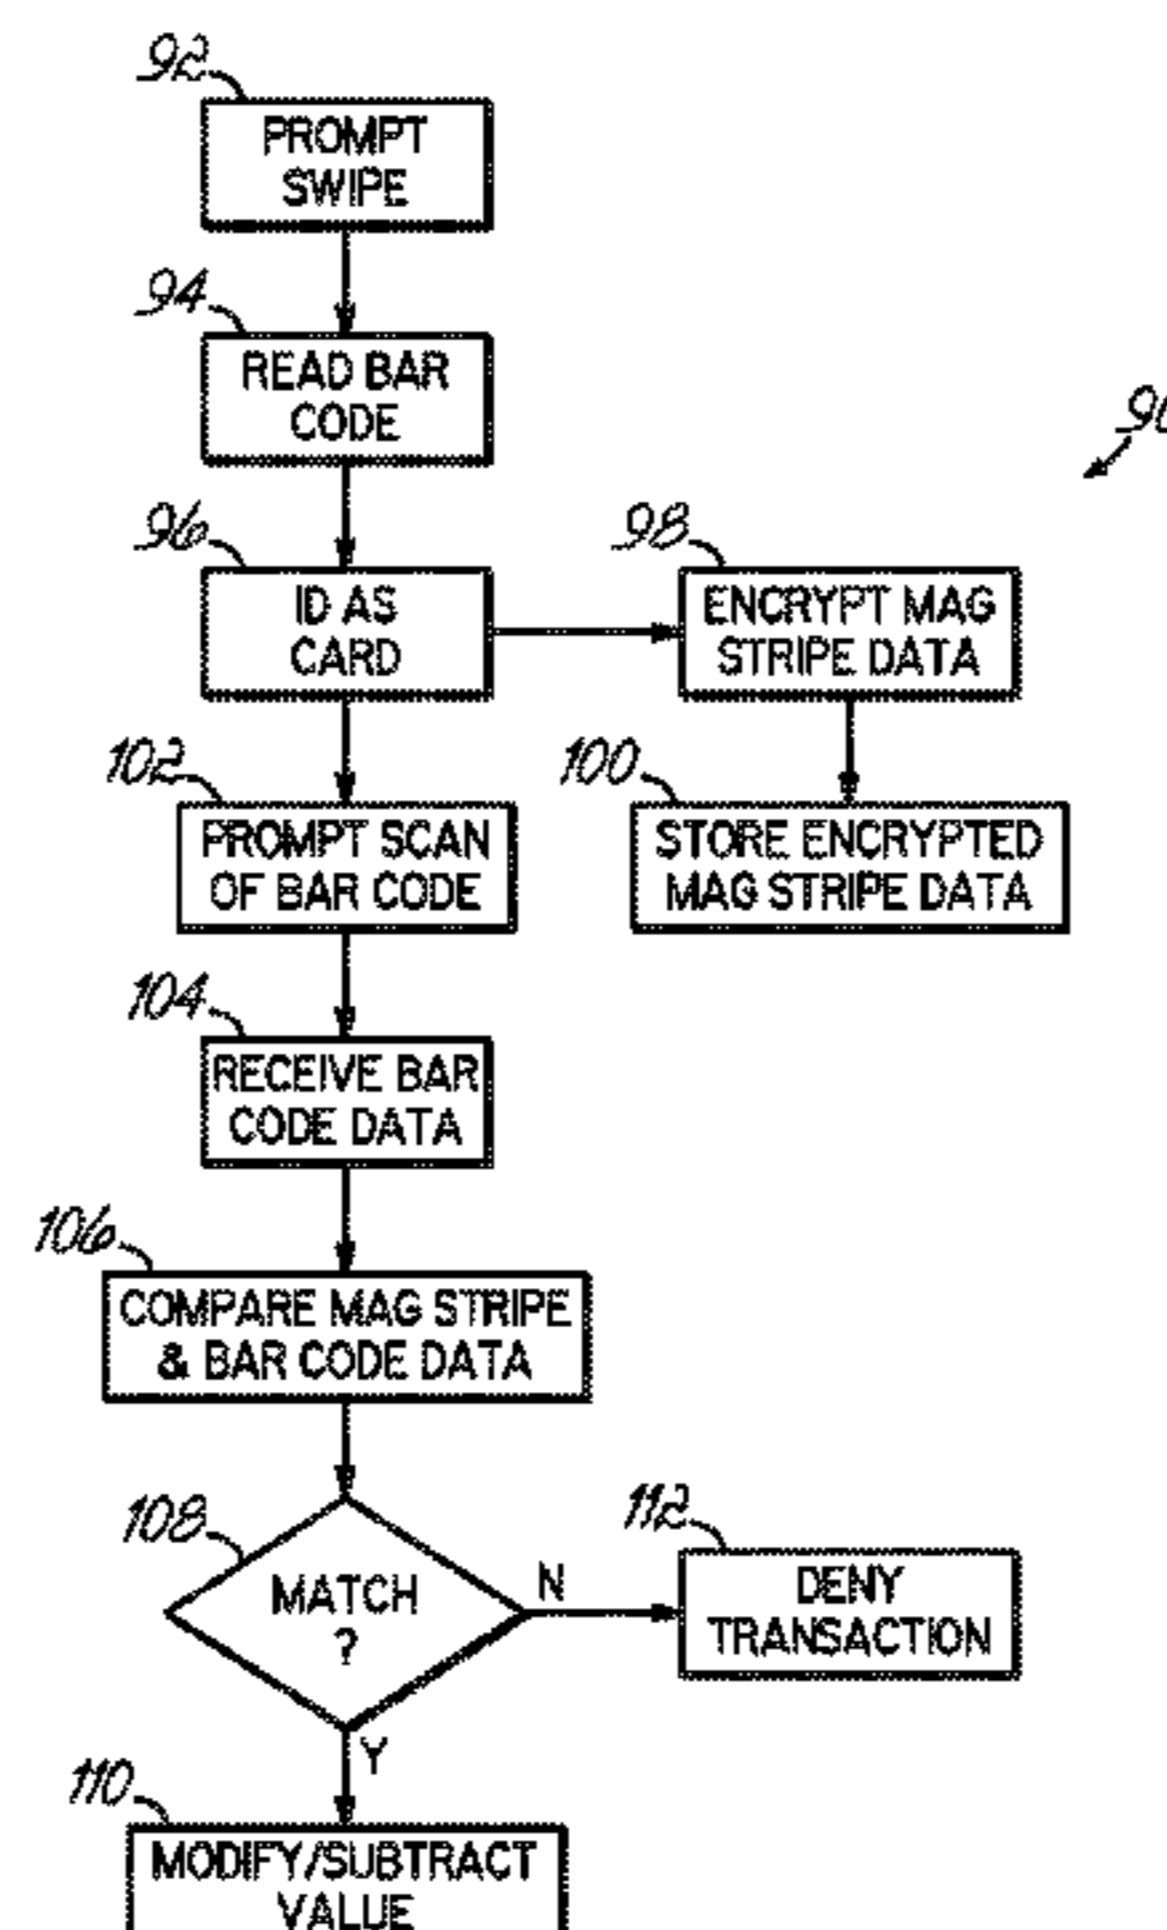 92
PROMPT
SWIPE
94
READ BAR
CODE
96
ID AS
CARD
98
ENCRYPT MAG
STRIPE DATA
102
PROMPT SCAN
OF BAR CODE
100
STORE ENCRYPTED
MAG STRIPE DATA
104
RECEIVE BAR
CODE DATA
106
COMPARE MAG STRIPE
& BAR CODE DATA
108
MATCH
?
N
112
DENY
TRANSACTION
Y
110
MODIFY/SUBTRACT
VALUE